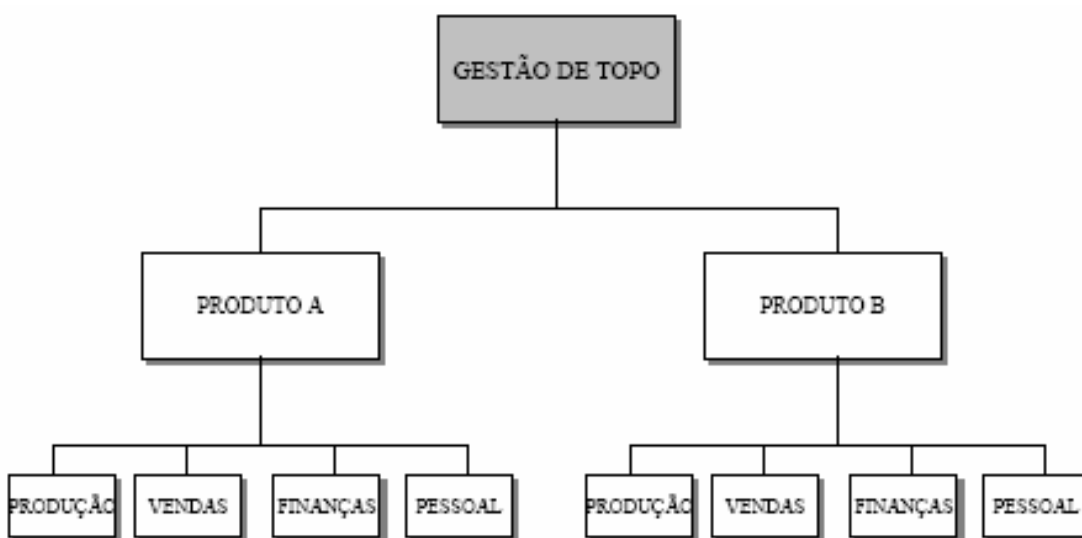 GESTÃO DE TOPO
PRODUTO A
PRODUTO B
PRODUÇÃO
VENDAS
FINANÇAS
PESSOAL
PRODUÇÃO
VENDAS
FINANÇAS
PESSOAL